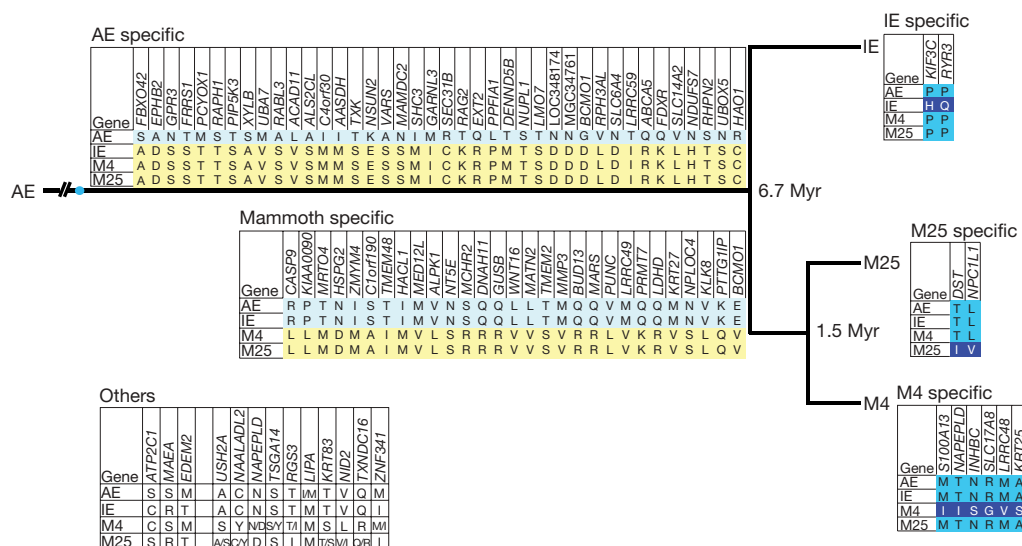 AE specific
Gene FBXO42 EPHB2 GPR3 FRRS1 PCYOX1 RAPH1 PIP5K3 XYLB UBA7 RABL3 ACAD11 ALS2CL C4orf30 AASDH TXK NSUN2 VARS MAMDC2 SHC3 GARNL3 SEC31B RAG2 EXT2 PPFIA1 DENND5B NUPL1 LMO7 LOC348174 MGC34761 BCMO1 RPH3AL SLC6A4 LRRC59 ABCA5 FDXR SLC14A2 NDUFS7 RHPN2 UBOX5 HAO1
AE S A N T M S T S M A L A I I T K A N I M R T Q L T S T N N G V N T Q Q V N S N R
IE A D S S T T S A V S V S M M S E S S M I C K R P M T S D D D L D I R K L H T S C
M4 A D S S T T S A V S V S M M S E S S M I C K R P M T S D D D L D I R K L H T S C
M25 A D S S T T S A V S V S M M S E S S M I C K R P M T S D D D L D I R K L H T S C
IE
IE specific
Gene KIF3C RYR3
AE P P
IE H Q
M4 P P
M25 P P
AE
6.7 Myr
Mammoth specific
Gene CASP9 KIAA0090 MRTO4 HSPG2 ZMYM4 C1orf190 TMEM48 HACL1 MED12L ALPK1 NT5E MCHR2 DNAH11 GUSB WNT16 MATN2 TMEM2 MMP3 BUD13 MARS PUNC LRRC49 PRMT7 LDHD KRT27 NPLOC4 KLK8 PTTG1IP BCMO1
AE R P T N I S T I M V N S Q Q L L T M Q Q V M Q Q M N V K E
IE R P T N I S T I M V N S Q Q L L T M Q Q V M Q Q M N V K E
M4 L L M D M A I M V L S R R R V V S V R R L V K R V S L Q V
M25 L L M D M A I M V L S R R R V V S V R R L V K R V S L Q V
M25
1.5 Myr
M25 specific
Gene DST NPC1L1
AE T L
IE T L
M4 T L
M25 I V
M4
M4 specific
Gene S100A13 NAPEPLD INHBC SLC17A8 LRRC48 KRT25
AE M T N R M A
IE M T N R M A
M4 I I S G V S
M25 M T N R M A
Others
Gene ATP2C1 MAEA EDEM2 USH2A NAALADL2 NAPEPLD TSGA14 RGS3 LIPA KRT83 NID2 TXNDC16 ZNF341
AE S S M A C N S T I/M T V Q M
IE C R T A C N S T M T V Q I
M4 C S M S Y N/D S/Y T/I M S L R M/I
M25 S R T A/S C/Y D S I M T/S V/L Q/R I